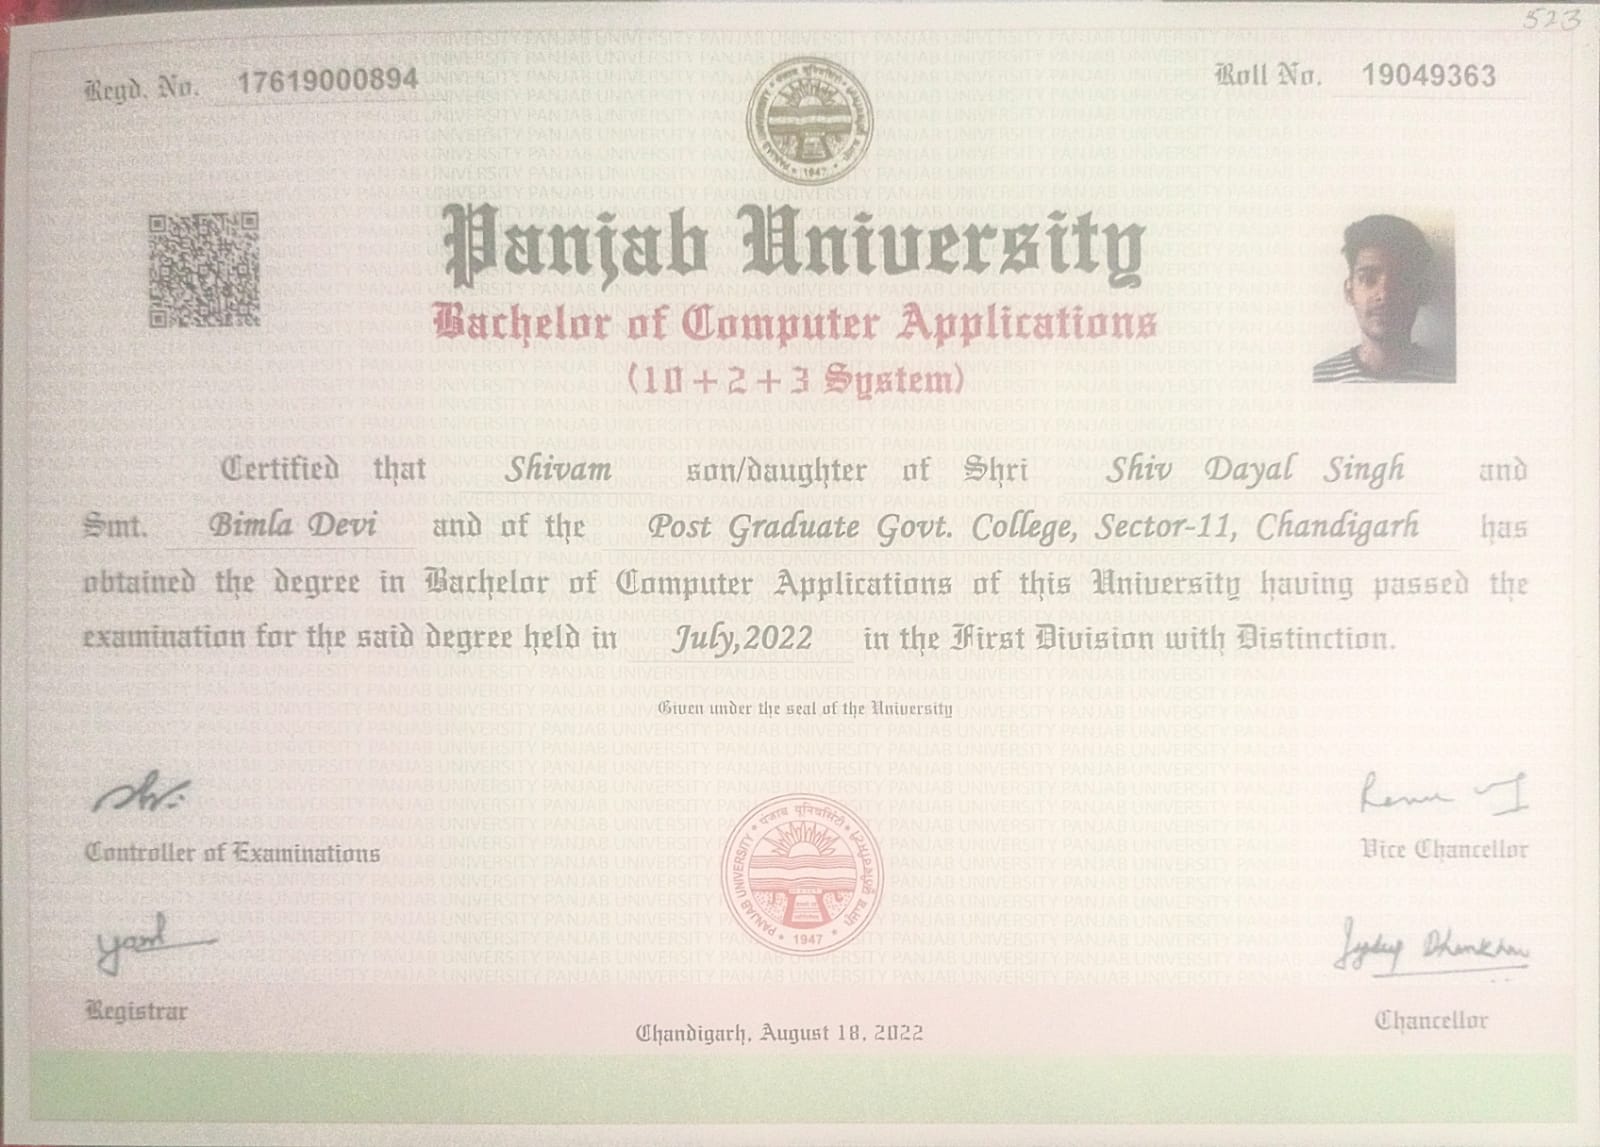 523
Regd. No. 17619000894
Roll No. 19049363
Panjab University
Bachelor of Computer Applications
(10+2+3 System)
Certified that Shivam son/daughter of Shri Shiv Dayal Singh and
Smt. Bimla Devi and of the Post Graduate Govt. College, Sector-11, Chandigarh has
obtained the degree in Bachelor of Computer Applications of this University having passed the
examination for the said degree held in July,2022 in the First Division with Distinction.
Given under the seal of the University
Controller of Examinations
Vice Chancellor
PANJAB UNIVERSITY
पंजाब यूनिवर्सिटी
1947
Registrar
Chandigarh, August 18, 2022
Chancellor